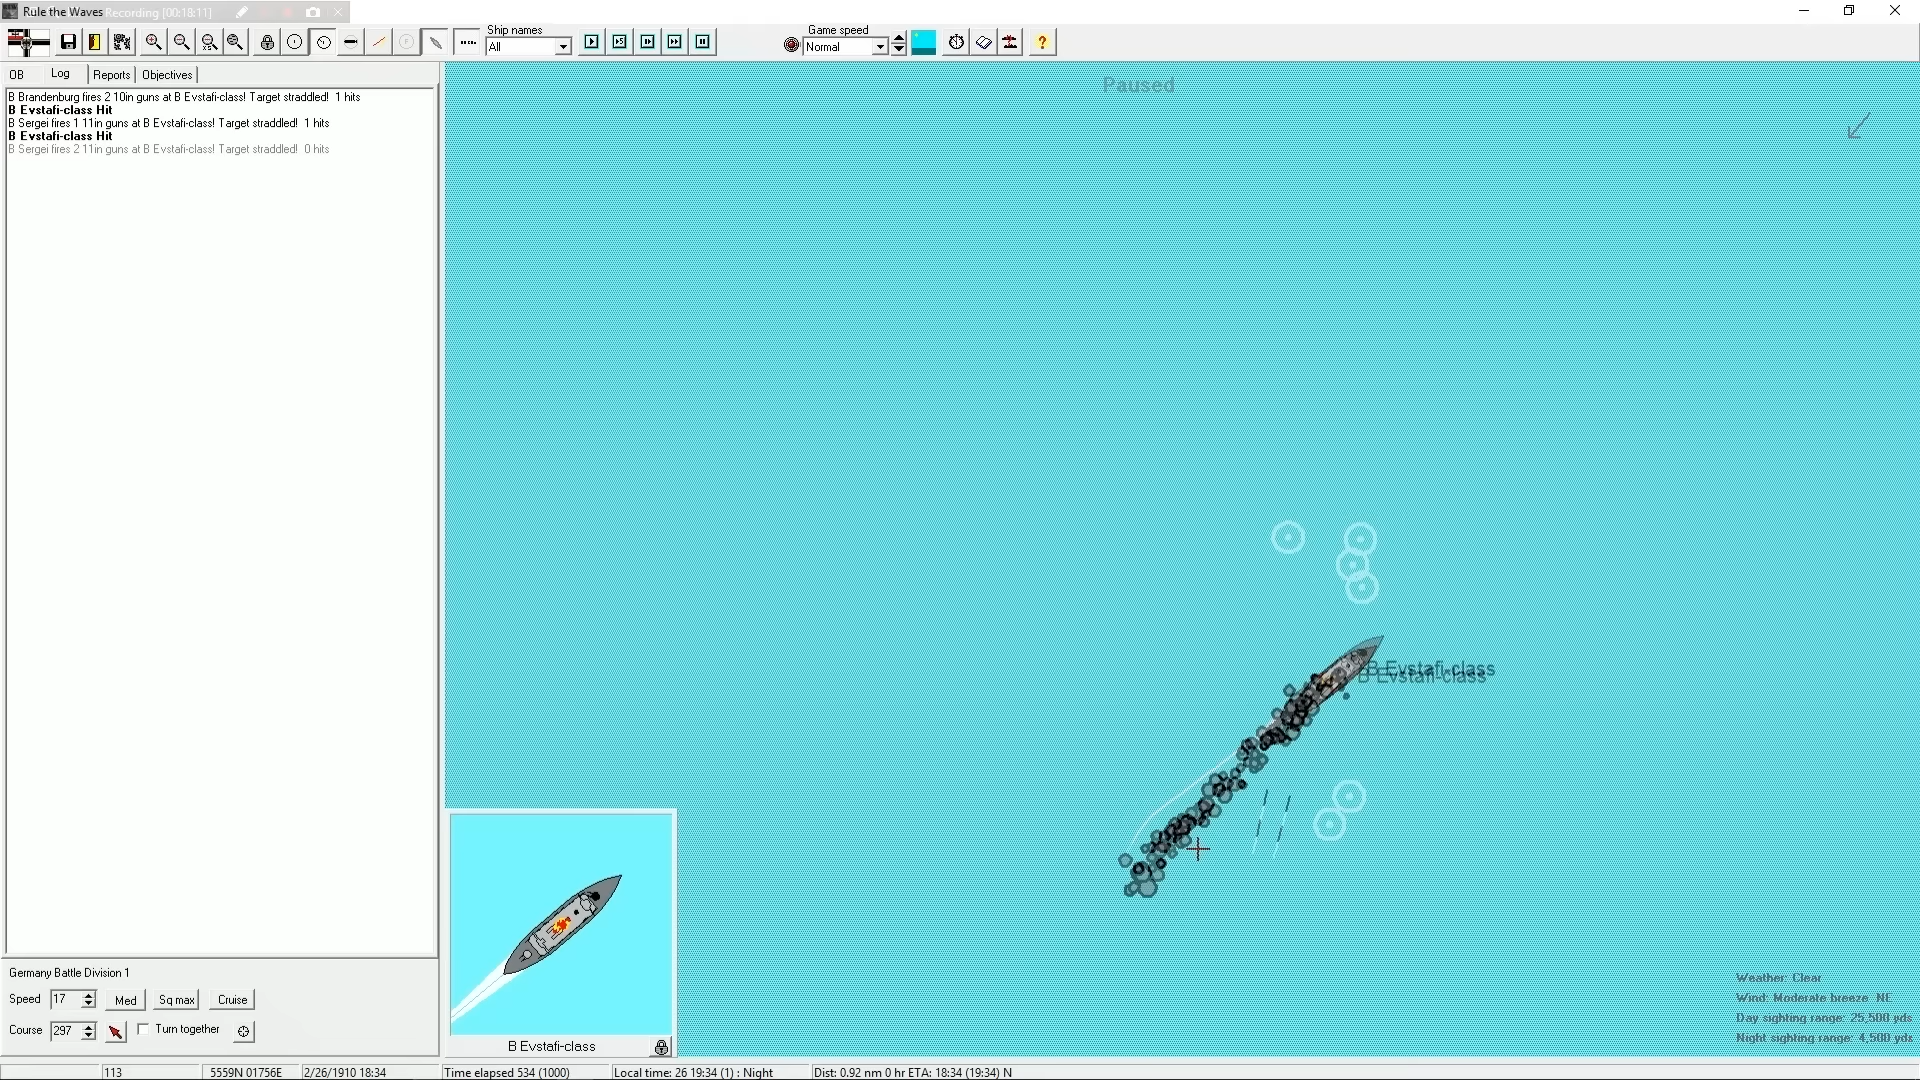 Rule the Waves Recording [00:18:11]
Ship names
Game speed
All
Normal
OB Log Reports Objectives
Paused
B Brandenburg fires 2 10in guns at B Evstafi-class! Target straddled! 1 hits
B Evstafi-class Hit
B Sergei fires 1 11in guns at B Evstafi-class! Target straddled! 1 hits
B Evstafi-class Hit
B Sergei fires 2 11in guns at B Evstafi-class! Target straddled! 0 hits
B Evstafi-class
B Evstafi-class
Germany Battle Division 1
Speed 17 Med Sq max Cruise
Course 297 Turn together
B Evstafi-class
Weather: Clear
Wind: Moderate breeze NE
Day sighting range: 25,500 yds
Night sighting range: 4,500 yds
113 5559N 01756E 2/26/1910 18:34 Time elapsed 534 (1000) Local time: 26 19:34 (1) : Night Dist: 0.92 nm 0 hr ETA: 18:34 (19:34) N